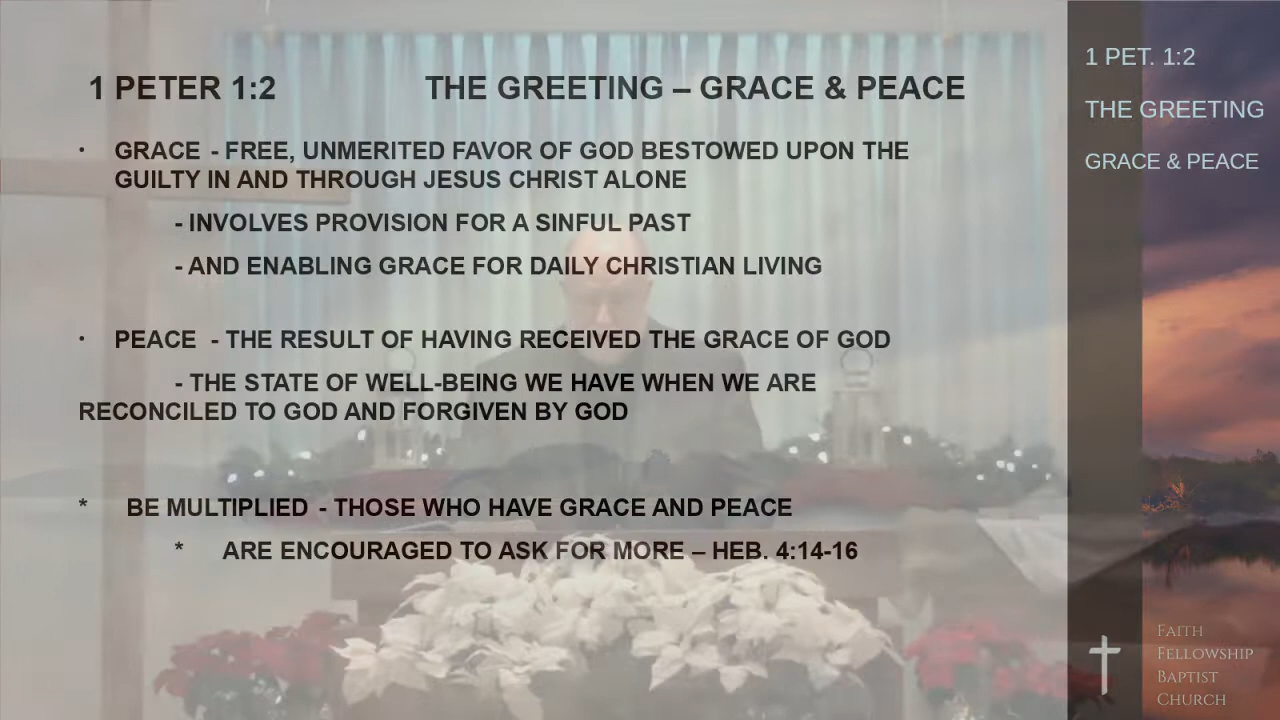 1 PETER 1:2 THE GREETING – GRACE & PEACE
· GRACE - FREE, UNMERITED FAVOR OF GOD BESTOWED UPON THE
GUILTY IN AND THROUGH JESUS CHRIST ALONE
- INVOLVES PROVISION FOR A SINFUL PAST
- AND ENABLING GRACE FOR DAILY CHRISTIAN LIVING
· PEACE - THE RESULT OF HAVING RECEIVED THE GRACE OF GOD
- THE STATE OF WELL-BEING WE HAVE WHEN WE ARE
RECONCILED TO GOD AND FORGIVEN BY GOD
* BE MULTIPLIED - THOSE WHO HAVE GRACE AND PEACE
* ARE ENCOURAGED TO ASK FOR MORE – HEB. 4:14-16
1 PET. 1:2
THE GREETING
GRACE & PEACE
FAITH
FELLOWSHIP
BAPTIST
CHURCH